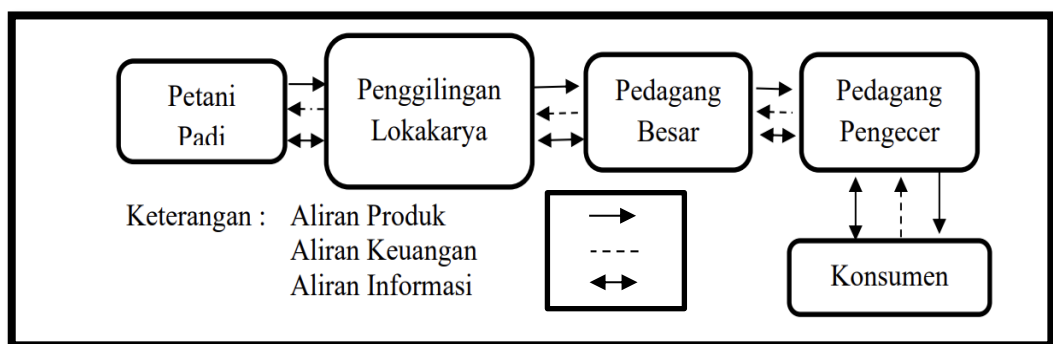 Petani
Padi
Penggilingan
Lokakarya
Pedagang
Besar
Pedagang
Pengecer
Keterangan : Aliran Produk
Aliran Keuangan
Aliran Informasi
Konsumen